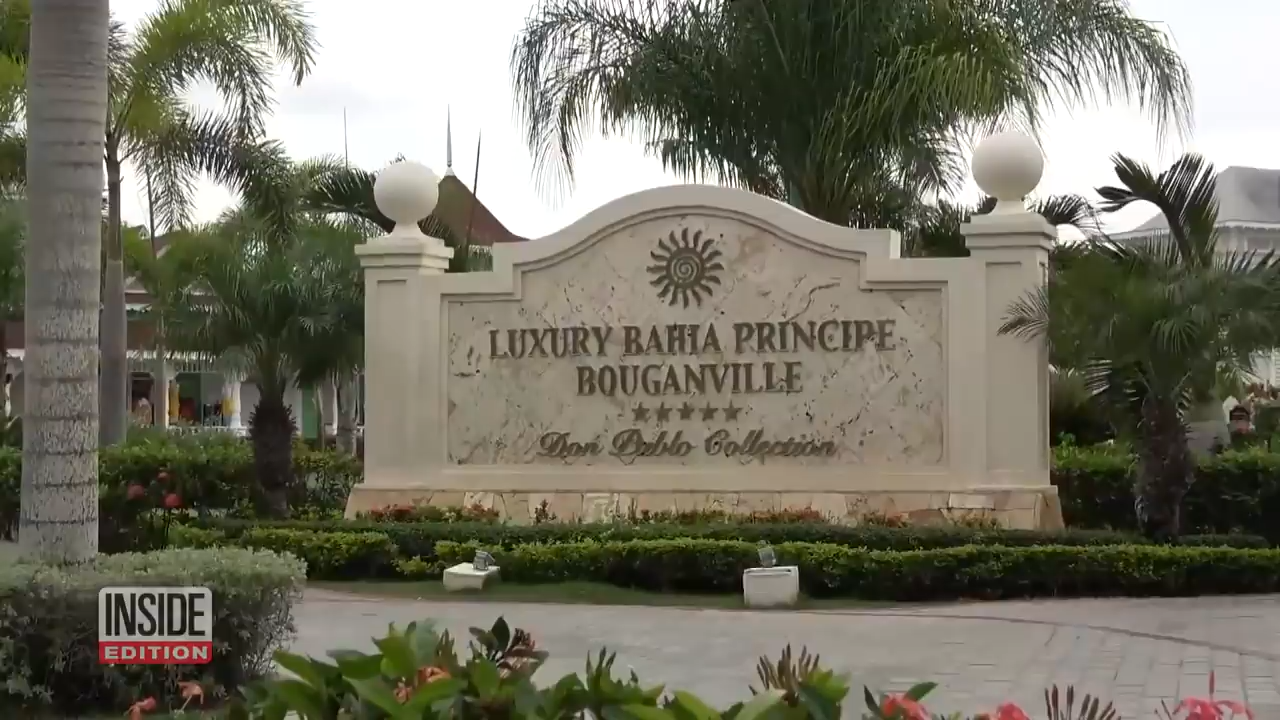 LUXURY BAHIA PRINCIPE
BOUGANVILLE
★★★★★
Don Pablo Collection
INSIDE
EDITION